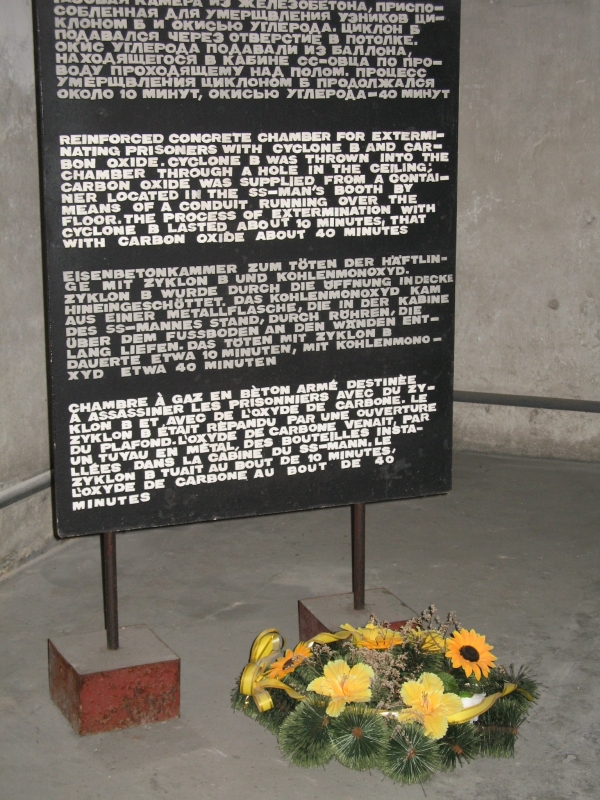 КАМЕРА ИЗ ЖЕЛЕЗОБЕТОНА, ПРИСПО-
СОБЛЕННАЯ ДЛЯ УМЕРЩВЛЕНИЯ УЗНИКОВ ЦИ-
КЛОНОМ Б И ОКИСЬЮ УГЛЕРОДА. ЦИКЛОН Б
ПОДАВАЛСЯ ЧЕРЕЗ ОТВЕРСТИЕ В ПОТОЛКЕ.
ОКИС УГЛЕРОДА ПОДАВАЛИ ИЗ БАЛЛОНА,
НАХОДЯЩЕГОСЯ В КАБИНЕ СС-ОВЦА ПО ПРО-
ВОДУ ПРОХОДЯЩЕМУ НАД ПОЛОМ. ПРОЦЕСС
УМЕРЩВЛЕНИЯ ЦИКЛОНОМ Б ПРОДОЛЖАЛСЯ
ОКОЛО 10 МИНУТ, ОКИСЬЮ УГЛЕРОДА-40 МИНУТ
REINFORCED CONCRETE CHAMBER FOR EXTERMI-
NATING PRISONERS WITH CYCLONE B AND CAR-
BON OXIDE. CYCLONE B WAS THROWN INTO THE
CHAMBER THROUGH A HOLE IN THE CEILING;
CARBON OXIDE WAS SUPPLIED FROM A CONTAI-
NER LOCATED IN THE SS-MAN'S BOOTH BY
MEANS OF A CONDUIT RUNNING OVER THE
FLOOR. THE PROCESS OF EXTERMINATION WITH
CYCLONE B LASTED ABOUT 10 MINUTES, THAT
WITH CARBON OXIDE ABOUT 40 MINUTES
EISENBETONKAMMER ZUM TÖTEN DER HÄFTLIN-
GE MIT ZYKLON B UND KOHLENMONOXYD.
ZYKLON B WURDE DURCH DIE ÖFFNUNG IN DECKE
HINEINGESCHÜTTET. DAS KOHLENMONOXYD KAM
AUS EINER METALLFLASCHE, DIE IN DER KABINE
DES SS-MANNES STAND, DURCH RÖHREN, DIE
ÜBER DEM FUSSBODEN AN DEN WÄNDEN ENT-
LANG LIEFEN. DAS TÖTEN MIT ZYKLON B
DAUERTE ETWA 10 MINUTEN, MIT KOHLENMONO-
XYD ETWA 40 MINUTEN
CHAMBRE À GAZ EN BÈTON ARMÉ DESTINÈE
A ASSASSINER LES PRISONNIERS AVEC DU ZY-
KLON B ET AVEC DE L'OXYDE DE CARBONE. LE
ZYKLON B ÉTAIT RÉPANDU PAR UNE OUVERTURE
DU PLAFOND. L'OXYDE DE CARBONE VENAIT, PAR
UN TUYAU EN MÉTAL, DES BOUTEILLES INSTA-
LLÉES DANS LA CABINE DU SS-MANN. LE
ZYKLON B TUAIT AU BOUT DE 10 MINUTES,
L'OXYDE DE CARBONE AU BOUT DE 40
MINUTES